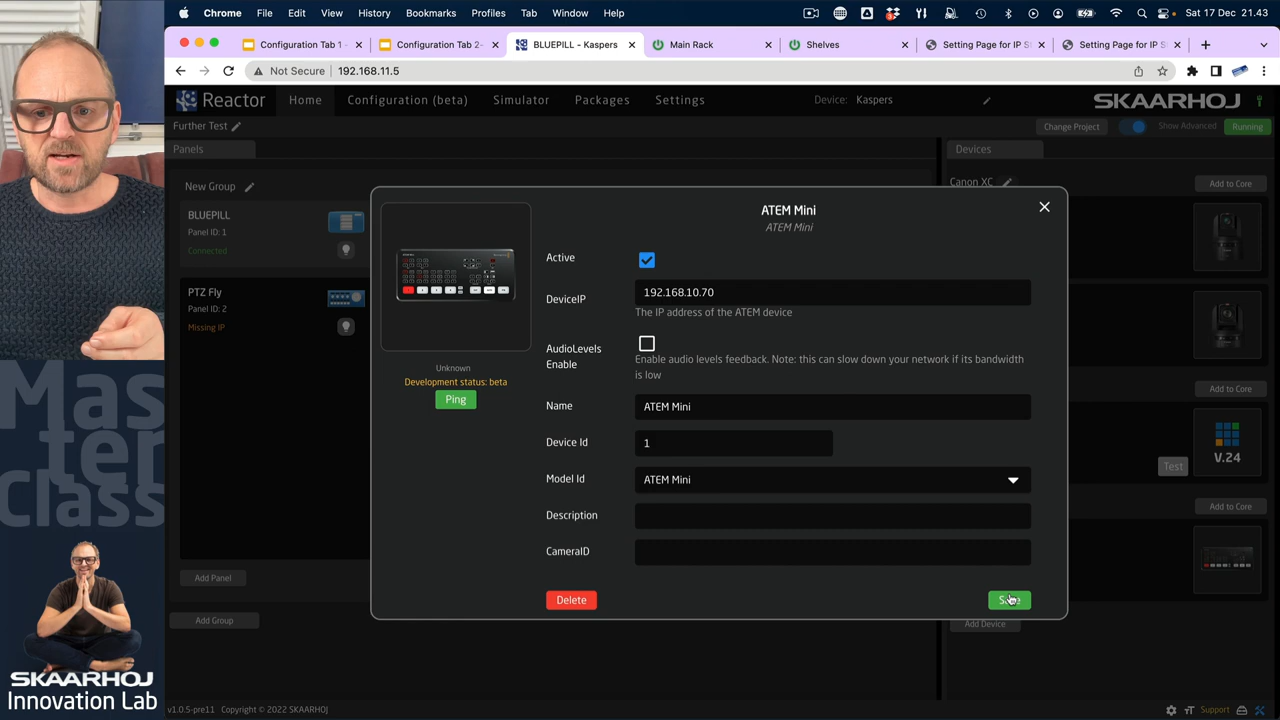 Chrome File Edit View History Bookmarks Profiles Tab Window Help Sat 17 Dec 21.43
Configuration Tab 1 - Configuration Tab 2- BLUEPILL - Kaspers Main Rack Shelves Setting Page for IP S Setting Page for IP S
Not Secure 192.168.11.5
Reactor Home Configuration (beta) Simulator Packages Settings Device: Kaspers SKAARHOJ
Further Test Change Project Show Advanced Running
Panels Devices
New Group Canon XC Add to Core
BLUEPILL
Panel ID: 1
Connected
PTZ Fly
Panel ID: 2
Missing IP
Add Panel
Add Group
ATEM Mini
ATEM Mini
Active
DeviceIP 192.168.10.70
The IP address of the ATEM device
AudioLevels Enable
Enable audio levels feedback. Note: this can slow down your network if its bandwidth
is low
Unknown
Development status: beta
Ping
Name ATEM Mini
Device Id 1
Model Id ATEM Mini
Description
CameraID
Delete
Add to Core
V.24
Test
Add to Core
Add Device
Master Class
SKAARHOJ
Innovation Lab
v1.0.5-pre11 Copyright © 2022 SKAARHOJ Support